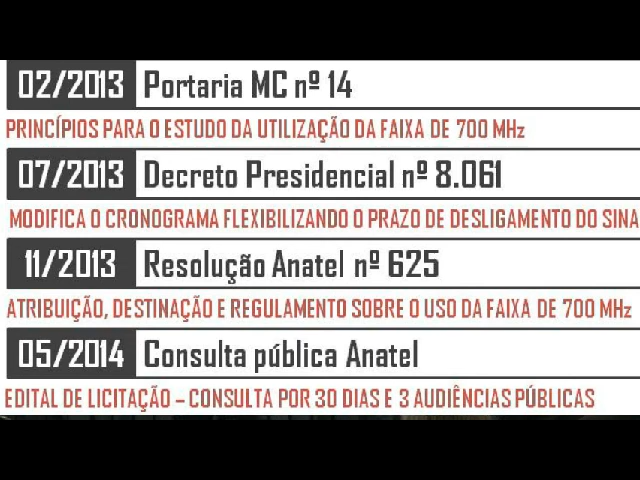 02/2013 Portaria MC nº 14
PRINCÍPIOS PARA O ESTUDO DA UTILIZAÇÃO DA FAIXA DE 700 MHz
07/2013 Decreto Presidencial nº 8.061
MODIFICA O CRONOGRAMA FLEXIBILIZANDO O PRAZO DE DESLIGAMENTO DO SINA
11/2013 Resolução Anatel nº 625
ATRIBUIÇÃO, DESTINAÇÃO E REGULAMENTO SOBRE O USO DA FAIXA DE 700 MHz
05/2014 Consulta pública Anatel
EDITAL DE LICITAÇÃO – CONSULTA POR 30 DIAS E 3 AUDIÊNCIAS PÚBLICAS